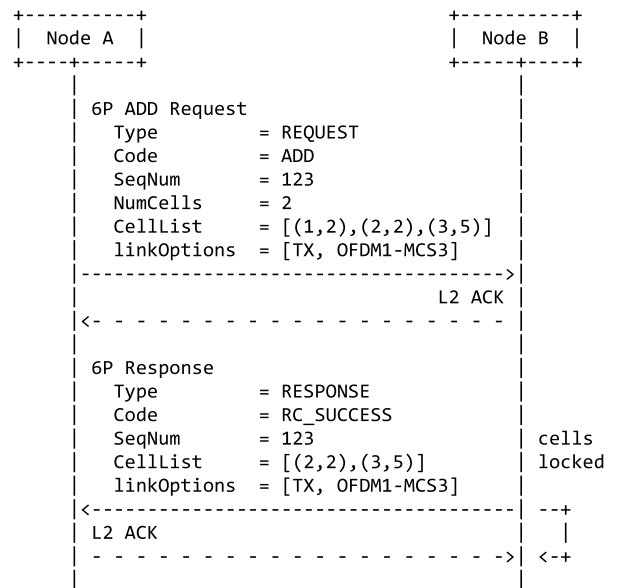 Node A Node B
6P ADD Request
Type = REQUEST
Code = ADD
SeqNum = 123
NumCells = 2
CellList = [(1,2),(2,2),(3,5)]
linkOptions = [TX, OFDM1-MCS3]
L2 ACK
6P Response
Type = RESPONSE
Code = RC_SUCCESS
SeqNum = 123 cells
CellList = [(2,2),(3,5)] locked
linkOptions = [TX, OFDM1-MCS3]
L2 ACK